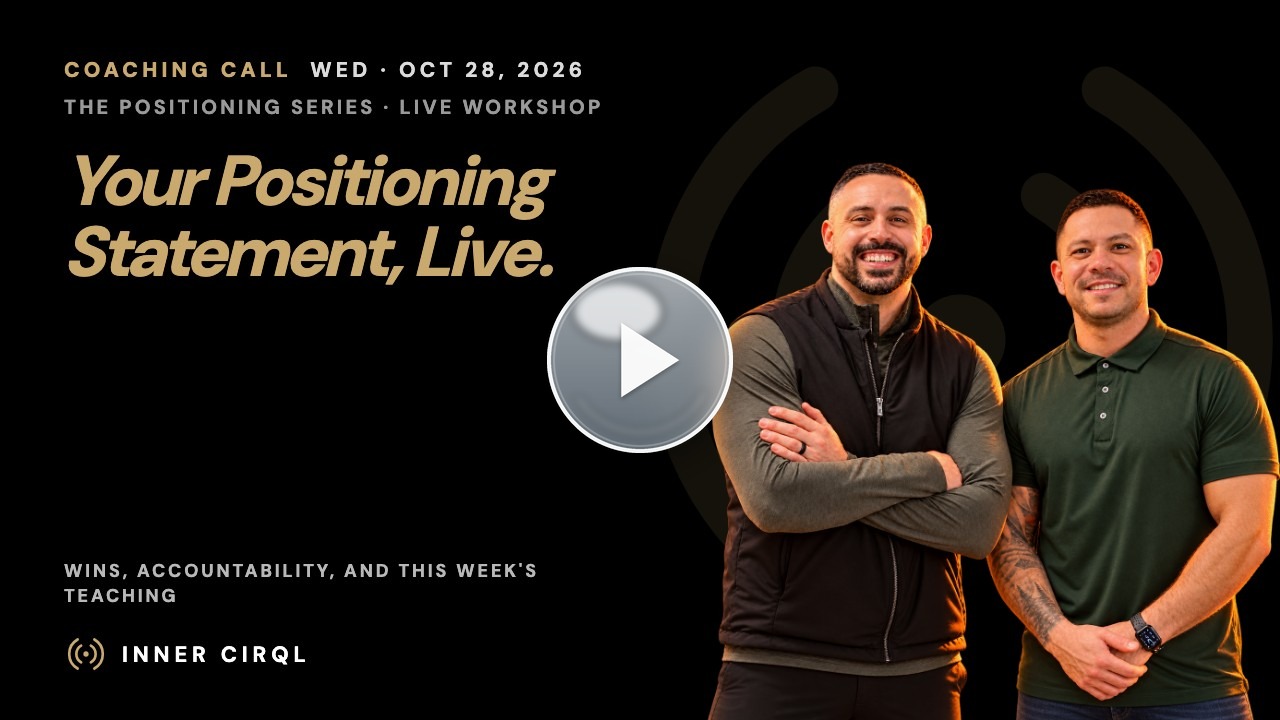 COACHING CALL WED · OCT 28, 2026
THE POSITIONING SERIES · LIVE WORKSHOP
Your Positioning
Statement, Live.
WINS, ACCOUNTABILITY, AND THIS WEEK'S
TEACHING
INNER CIRQL